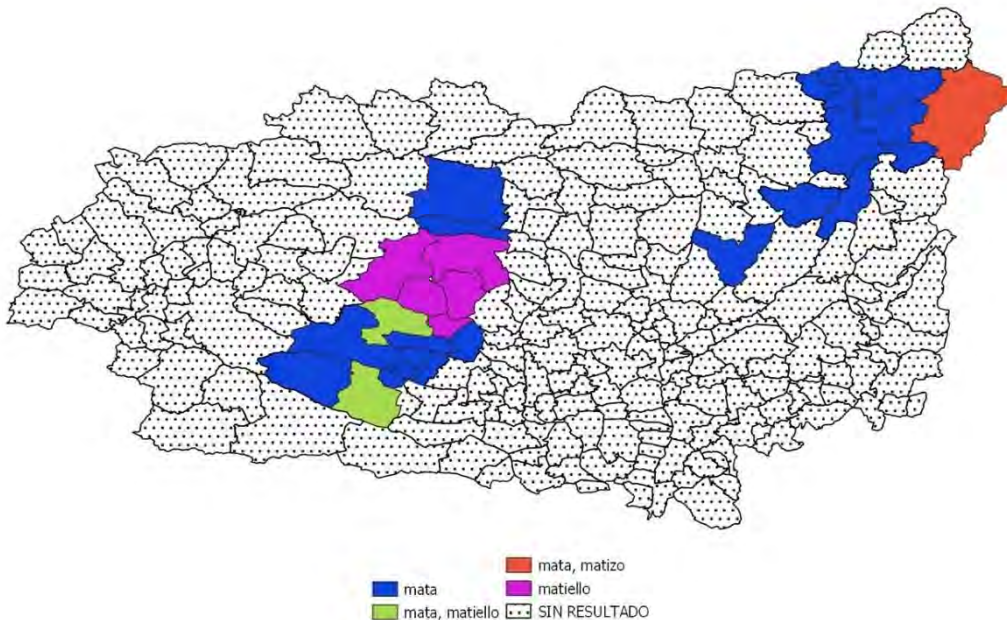 mata
mata, matiello
mata, matizo
matiello
SIN RESULTADO